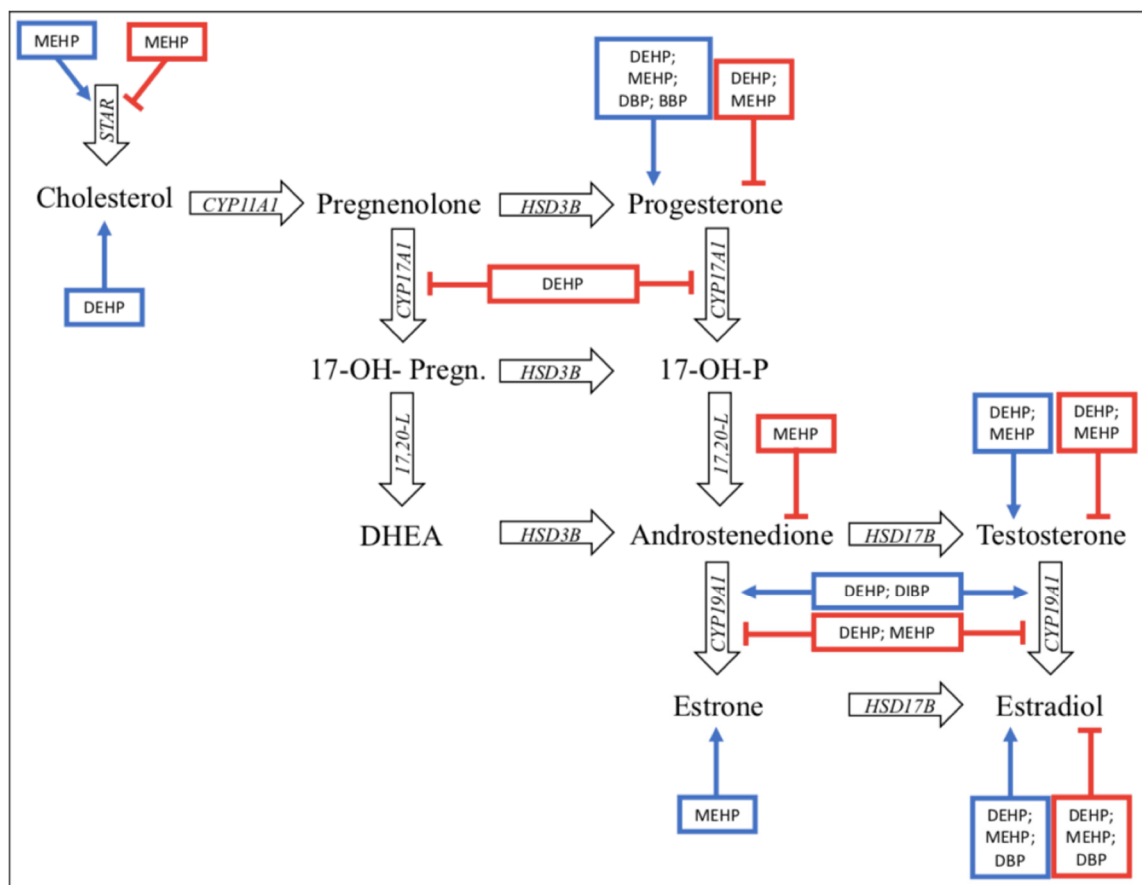 MEHP
MEHP
DEHP;
MEHP;
DBP; BBP
DEHP;
MEHP
STAR
Cholesterol
CYP11A1
Pregnenolone
HSD3B
Progesterone
DEHP
CYP17A1
DEHP
CYP17A1
17-OH- Pregn.
HSD3B
17-OH-P
17,20-L
17,20-L
MEHP
DEHP;
MEHP
DEHP;
MEHP
DHEA
HSD3B
Androstenedione
HSD17B
Testosterone
CYP19A1
DEHP; DIBP
DEHP; MEHP
CYP19A1
Estrone
HSD17B
Estradiol
MEHP
DEHP;
MEHP;
DBP
DEHP;
MEHP;
DBP